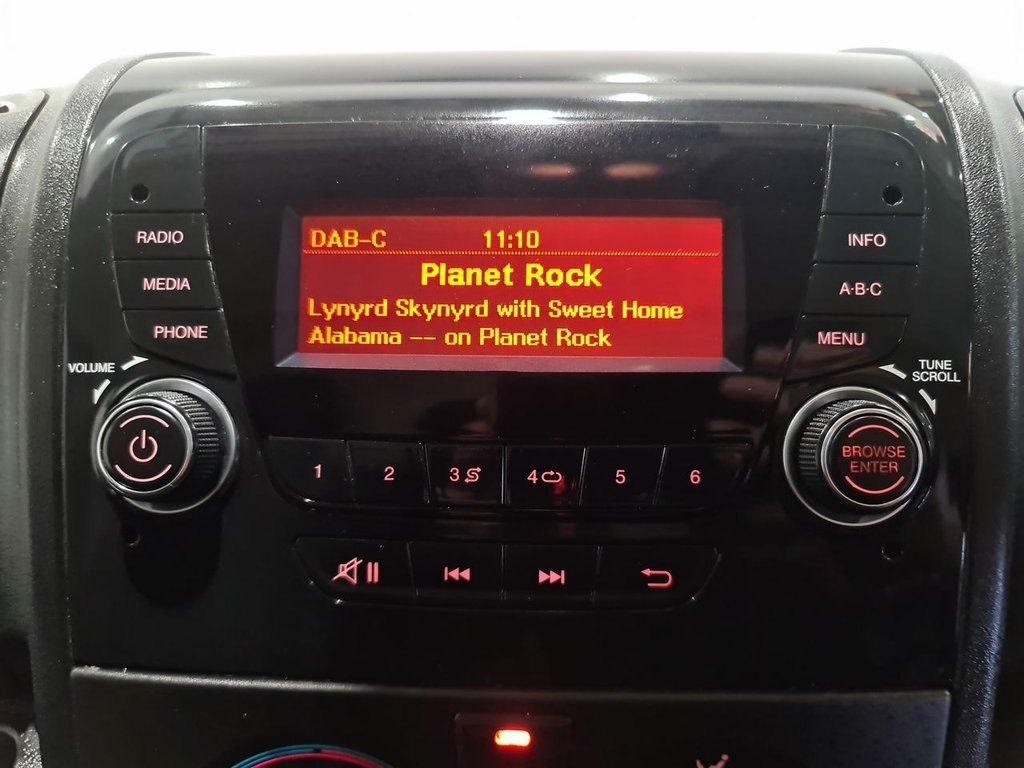 DAB-C 11:10
Planet Rock
Lynyrd Skynyrd with Sweet Home
Alabama -- on Planet Rock
RADIO
MEDIA
PHONE
VOLUME
INFO
A·B·C
MENU
TUNE
SCROLL
BROWSE
ENTER
1 2 3 4 5 6